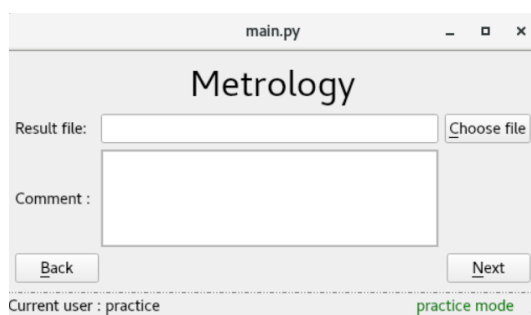 main.py
Metrology
Result file: Choose file
Comment :
Back Next
Current user : practice practice mode